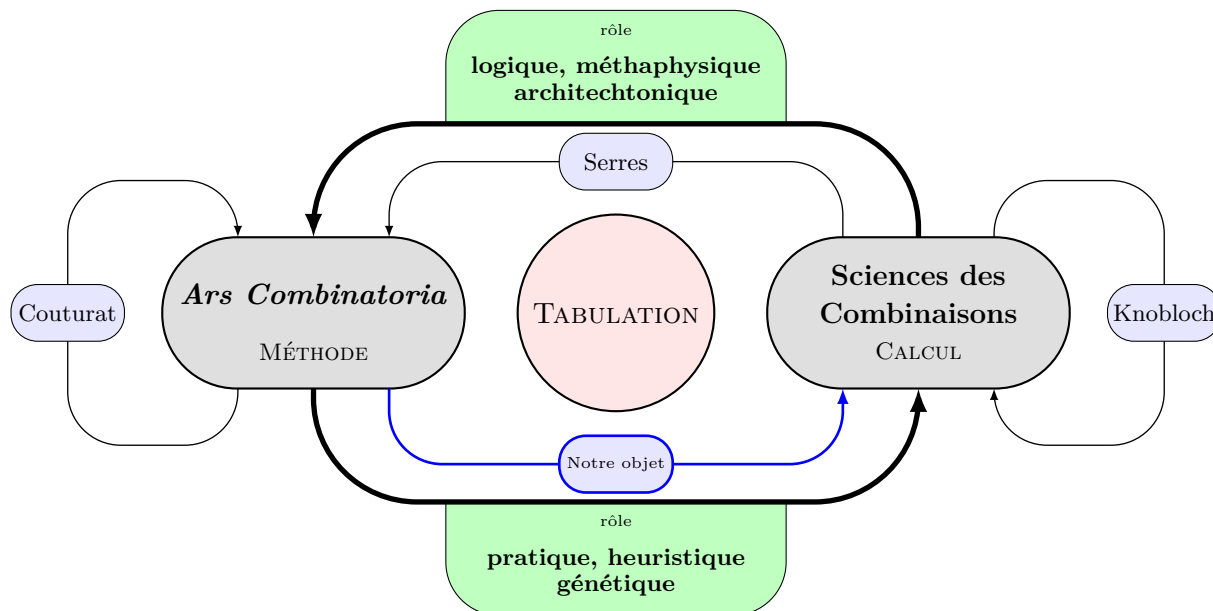 rôle
logique, méthaphysique
architechtonique
Serres
Ars Combinatoria
MÉTHODE
Couturat
TABULATION
Sciences des
Combinaisons
CALCUL
Knobloch
Notre objet
rôle
pratique, heuristique
génétique